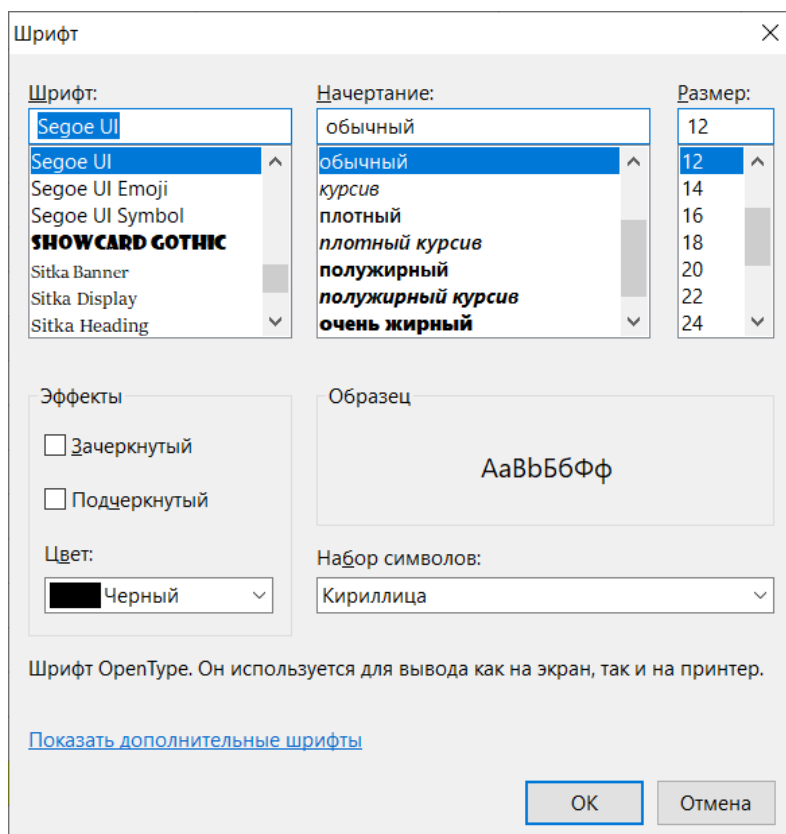 Шрифт
Шрифт:
Segoe UI
Segoe UI
Segoe UI Emoji
Segoe UI Symbol
SHOWCARD GOTHIC
Sitka Banner
Sitka Display
Sitka Heading
Начертание:
обычный
обычный
курсив
плотный
плотный курсив
полужирный
полужирный курсив
очень жирный
Размер:
12
12
14
16
18
20
22
24
Эффекты
Зачеркнутый
Подчеркнутый
Цвет:
Черный
Образец
АаBbБбФф
Набор символов:
Кириллица
Шрифт OpenType. Он используется для вывода как на экран, так и на принтер.
Показать дополнительные шрифты
ОК
Отмена